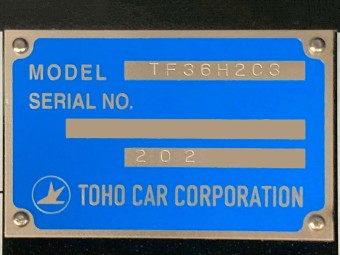 MODEL TF36H2C3
SERIAL NO.
202
TOHO CAR CORPORATION